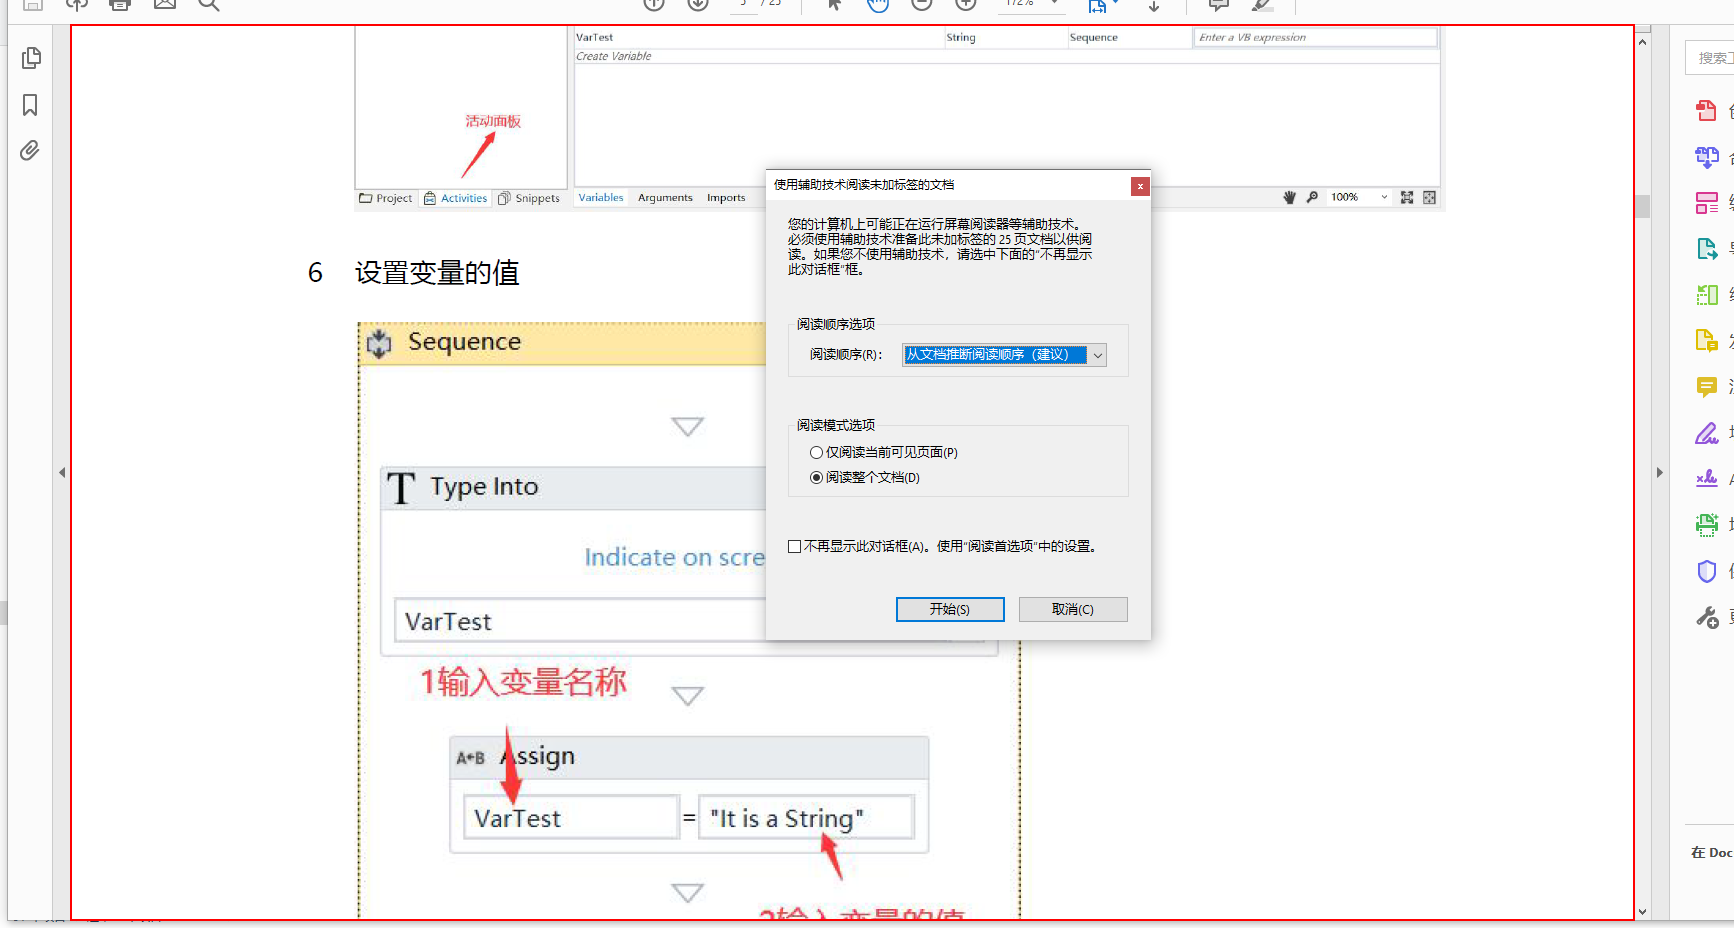 / 25
172%
VarTest String Sequence Enter a VB expression
Create Variable
活动面板
Project Activities Snippets Variables Arguments Imports 100%
6 设置变量的值
Sequence
Type Into
Indicate on scre
VarTest
1输入变量名称
A+B Assign
VarTest = "It is a String"
2输入变量的值
使用辅助技术阅读未加标签的文档
x
您的计算机上可能正在运行屏幕阅读器等辅助技术。
必须使用辅助技术准备此未加标签的 25 页文档以供阅
读。如果您不使用辅助技术，请选中下面的"不再显示
此对话框"框。
阅读顺序选项
阅读顺序(R)：
从文档推断阅读顺序（建议）
阅读模式选项
仅阅读当前可见页面(P)
阅读整个文档(D)
不再显示此对话框(A)。使用"阅读首选项"中的设置。
开始(S) 取消(C)
搜索
在 Doc